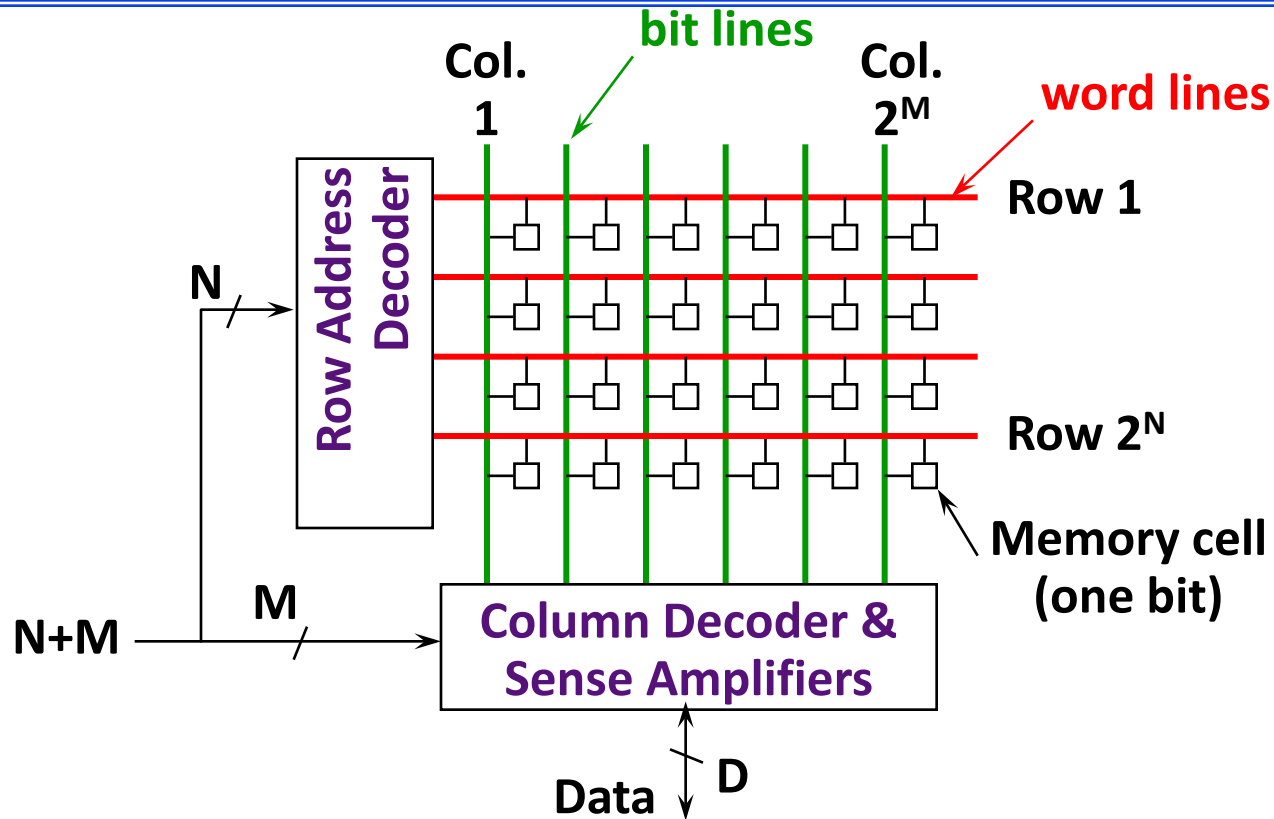 bit lines
Col.
1
Col.
2ᴹ
word lines
Row Address
Decoder
Row 1
N
Row 2ᴺ
Memory cell
(one bit)
M
N+M
Column Decoder &
Sense Amplifiers
D
Data